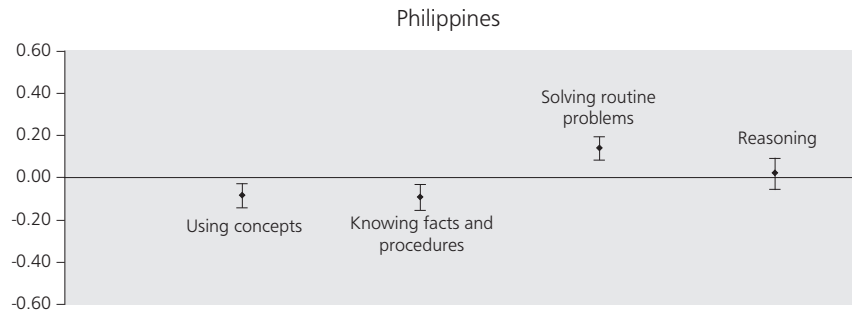 Philippines
0.60
0.40
Solving routine
problems
0.20
Reasoning
0.00
-0.20
Using concepts
Knowing facts and
procedures
-0.40
-0.60